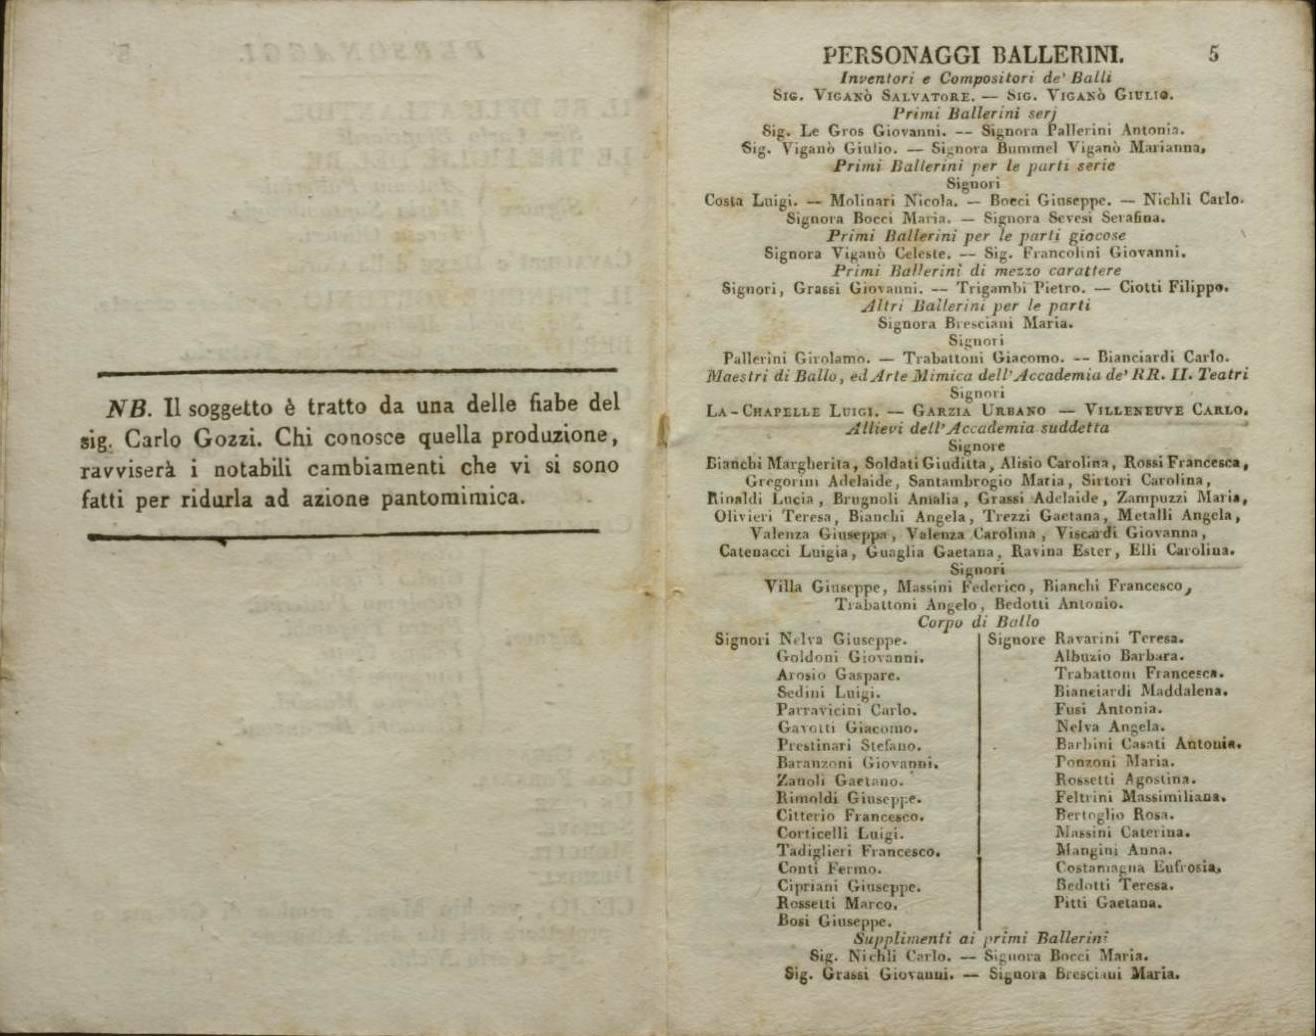 NB. Il soggetto è tratto da una delle fiabe del
sig. Carlo Gozzi. Chi conosce quella produzione,
ravviserà i notabili cambiamenti che vi si sono
fatti per ridurla ad azione pantomimica.
PERSONAGGI BALLERINI. 5
Inventori e Compositori de' Balli
SIG. VIGANÒ SALVATORE. — SIG. VIGANÒ GIULIO.
Primi Ballerini serj
Sig. Le Gros Giovanni. — Signora Pallerini Antonia.
Sig. Viganò Giulio. — Signora Bummel Viganò Marianna,
Primi Ballerini per le parti serie
Signori
Costa Luigi. — Molinari Nicola. — Bocci Giuseppe. — Nichli Carlo.
Signora Bocci Maria. — Signora Sevesi Serafina.
Primi Ballerini per le parti giocose
Signora Viganò Celeste. — Sig. Francolini Giovanni.
Primi Ballerini di mezzo carattere
Signori, Grassi Giovanni. — Trigambi Pietro. — Ciotti Filippo.
Altri Ballerini per le parti
Signora Bresciani Maria.
Signori
Pallerini Girolamo. — Trabattoni Giacomo. — Bianciardi Carlo.
Maestri di Ballo, ed Arte Mimica dell'Accademia de' RR. II. Teatri
Signori
LA-CHAPELLE LUIGI. — GARZIA URBANO — VILLENEUVE CARLO.
Allievi dell'Accademia suddetta
Signore
Bianchi Margherita, Soldati Giuditta, Alisio Carolina, Rossi Francesca,
Gregorini Adelaide, Santambrogio Maria, Sirtori Carolina,
Rinaldi Lucia, Brugnoli Amalia, Grassi Adelaide, Zampuzzi Maria,
Olivieri Teresa, Bianchi Angela, Trezzi Gaetana, Metalli Angela,
Valenza Giuseppa, Valenza Carolina, Viscardi Giovanna,
Catenacci Luigia, Guaglia Gaetana, Ravina Ester, Elli Carolina.
Signori
Villa Giuseppe, Massini Federico, Bianchi Francesco,
Trabattoni Angelo, Bedotti Antonio.
Corpo di Ballo
Signori Nelva Giuseppe.
Goldoni Giovanni.
Arosio Gaspare.
Sedini Luigi.
Parravicini Carlo.
Gavotti Giacomo.
Prestinari Stefano.
Baranzoni Giovanni.
Zanoli Gaetano.
Rimoldi Giuseppe.
Citterio Francesco.
Corticelli Luigi.
Tadiglieri Francesco.
Conti Fermo.
Cipriani Giuseppe.
Rossetti Marco.
Bosi Giuseppe.
Signore Ravarini Teresa.
Albuzio Barbara.
Trabattoni Francesca.
Bianciardi Maddalena.
Fusi Antonia.
Nelva Angela.
Barbini Casati Antonia.
Ponzoni Maria.
Rossetti Agostina.
Feltrini Massimiliana.
Bertoglio Rosa.
Massini Caterina.
Mangini Anna.
Costamagna Eufrosia,
Bedotti Teresa.
Pitti Gaetana.
Supplimenti ai primi Ballerini
Sig. Nichli Carlo. — Signora Bocci Maria.
Sig. Grassi Giovanni. — Signora Bresciani Maria.